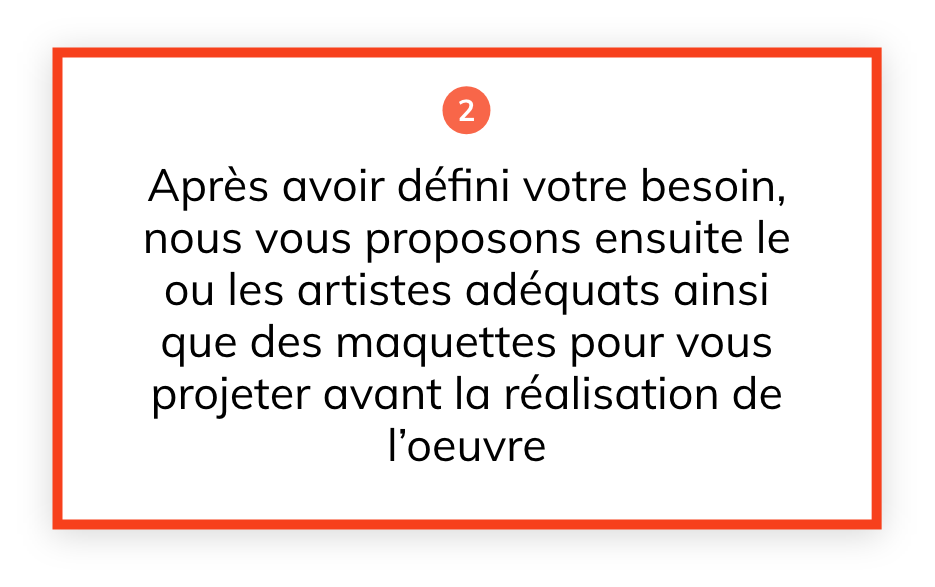 2
Après avoir défini votre besoin,
nous vous proposons ensuite le
ou les artistes adéquats ainsi
que des maquettes pour vous
projeter avant la réalisation de
l’oeuvre